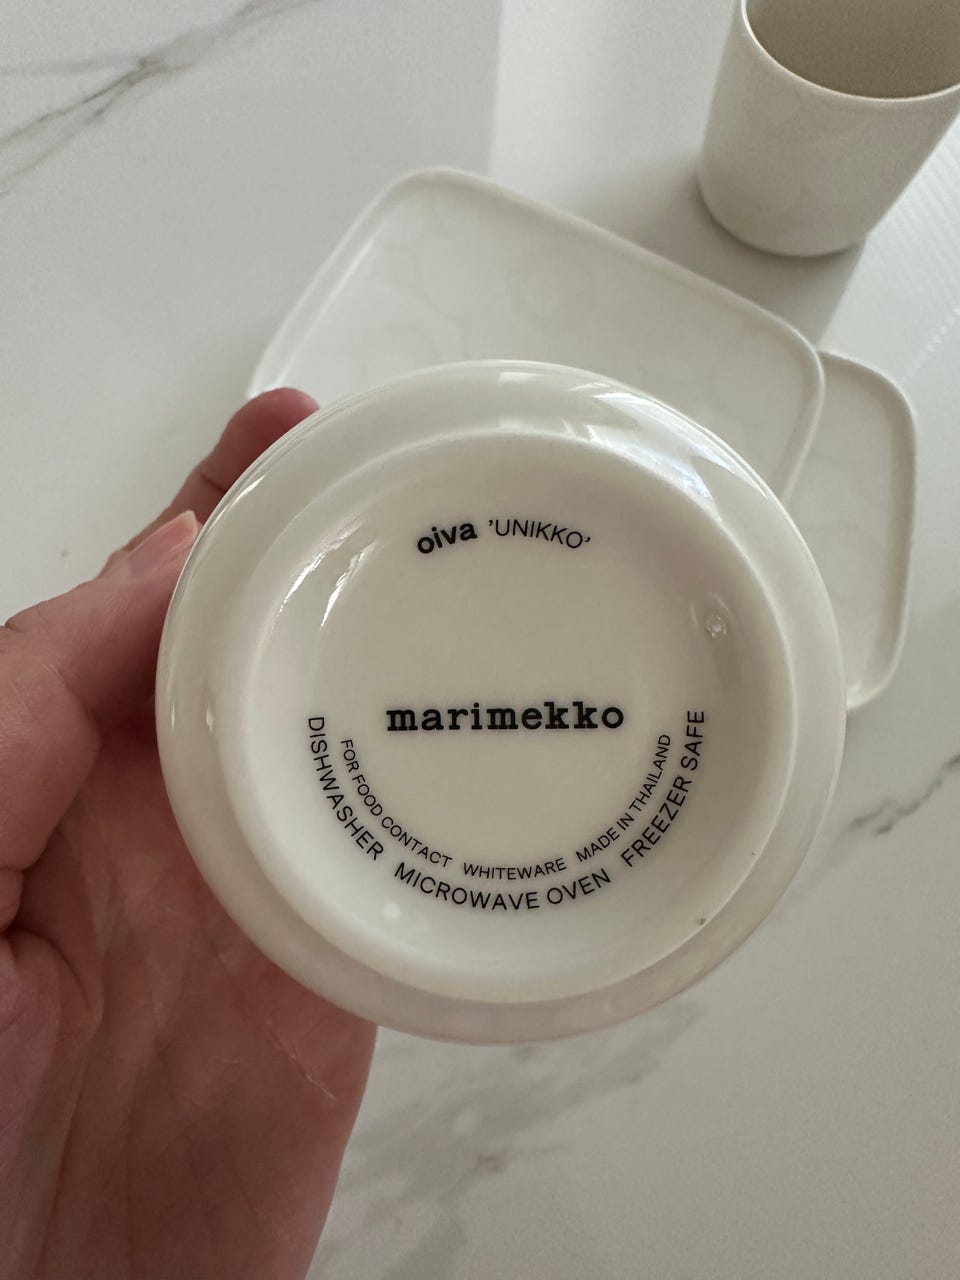 oiva 'UNIKKO'
marimekko
FOR FOOD CONTACT WHITEWARE MADE IN THAILAND
DISHWASHER MICROWAVE OVEN FREEZER SAFE